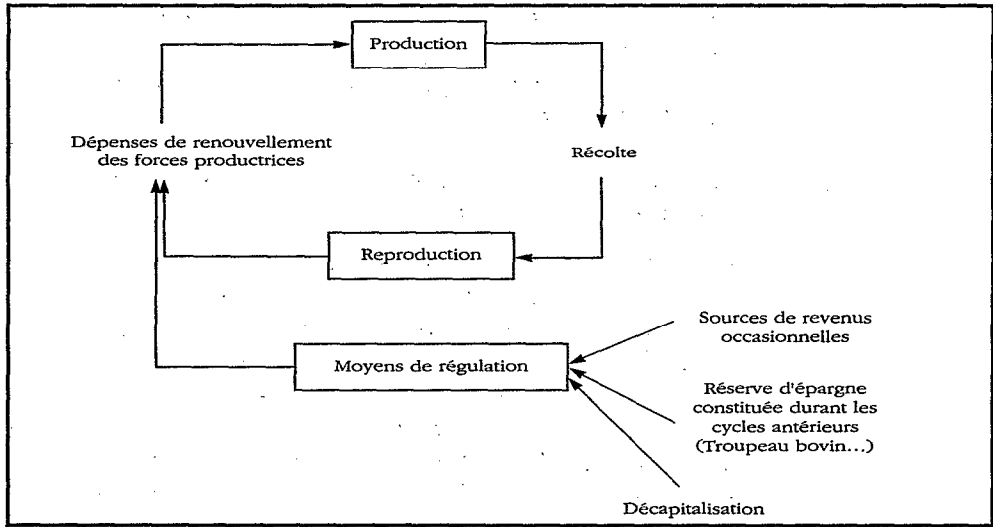 Production
Dépenses de renouvellement
des forces productrices
Récolte
Reproduction
Sources de revenus
occasionnelles
Moyens de régulation
Réserve d'épargne
constituée durant les
cycles antérieurs
(Troupeau bovin...)
Décapitalisation